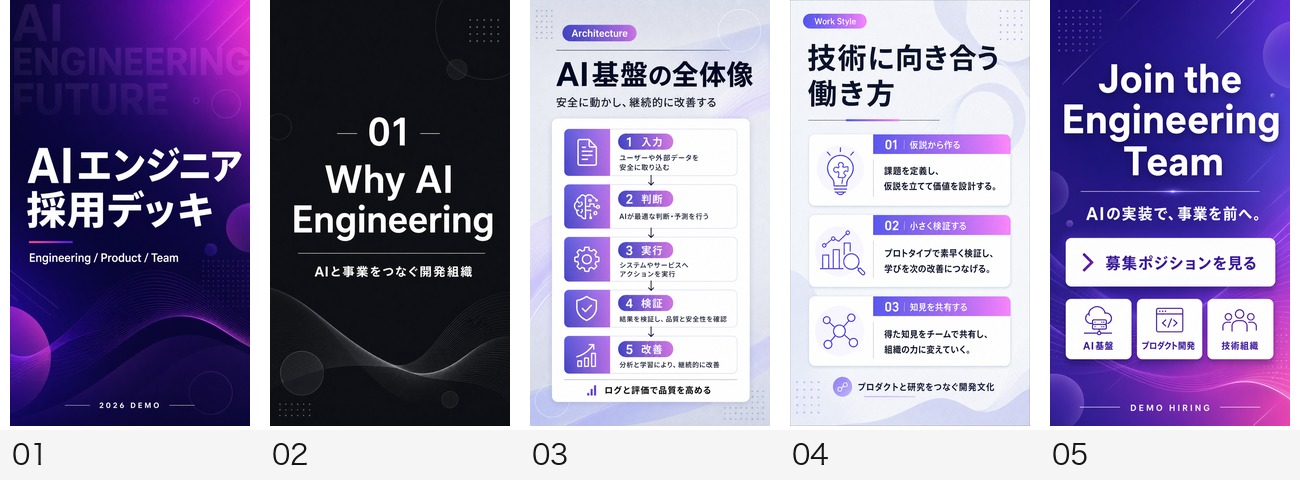 AI
ENGINEERING
FUTURE
AIエンジニア
採用デッキ
Engineering / Product / Team
2026 DEMO
01
01
Why AI
Engineering
AIと事業をつなぐ開発組織
02
Architecture
AI基盤の全体像
安全に動かし、継続的に改善する
1 入力
ユーザーや外部データを
安全に取り込む
2 判断
AIが最適な判断・予測を行う
3 実行
システムやサービスへ
アクションを実行
4 検証
結果を検証し、品質と安全性を確認
5 改善
分析と学習により、継続的に改善
ログと評価で品質を高める
03
Work Style
技術に向き合う
働き方
01 | 仮説から作る
課題を定義し、
仮説を立てて価値を設計する。
02 | 小さく検証する
プロトタイプで素早く検証し、
学びを次の改善につなげる。
03 | 知見を共有する
得た知見をチームで共有し、
組織の力に変えていく。
プロダクトと研究をつなぐ開発文化
04
Join the
Engineering
Team
AIの実装で、事業を前へ。
募集ポジションを見る
AI基盤
プロダクト開発
技術組織
DEMO HIRING
05